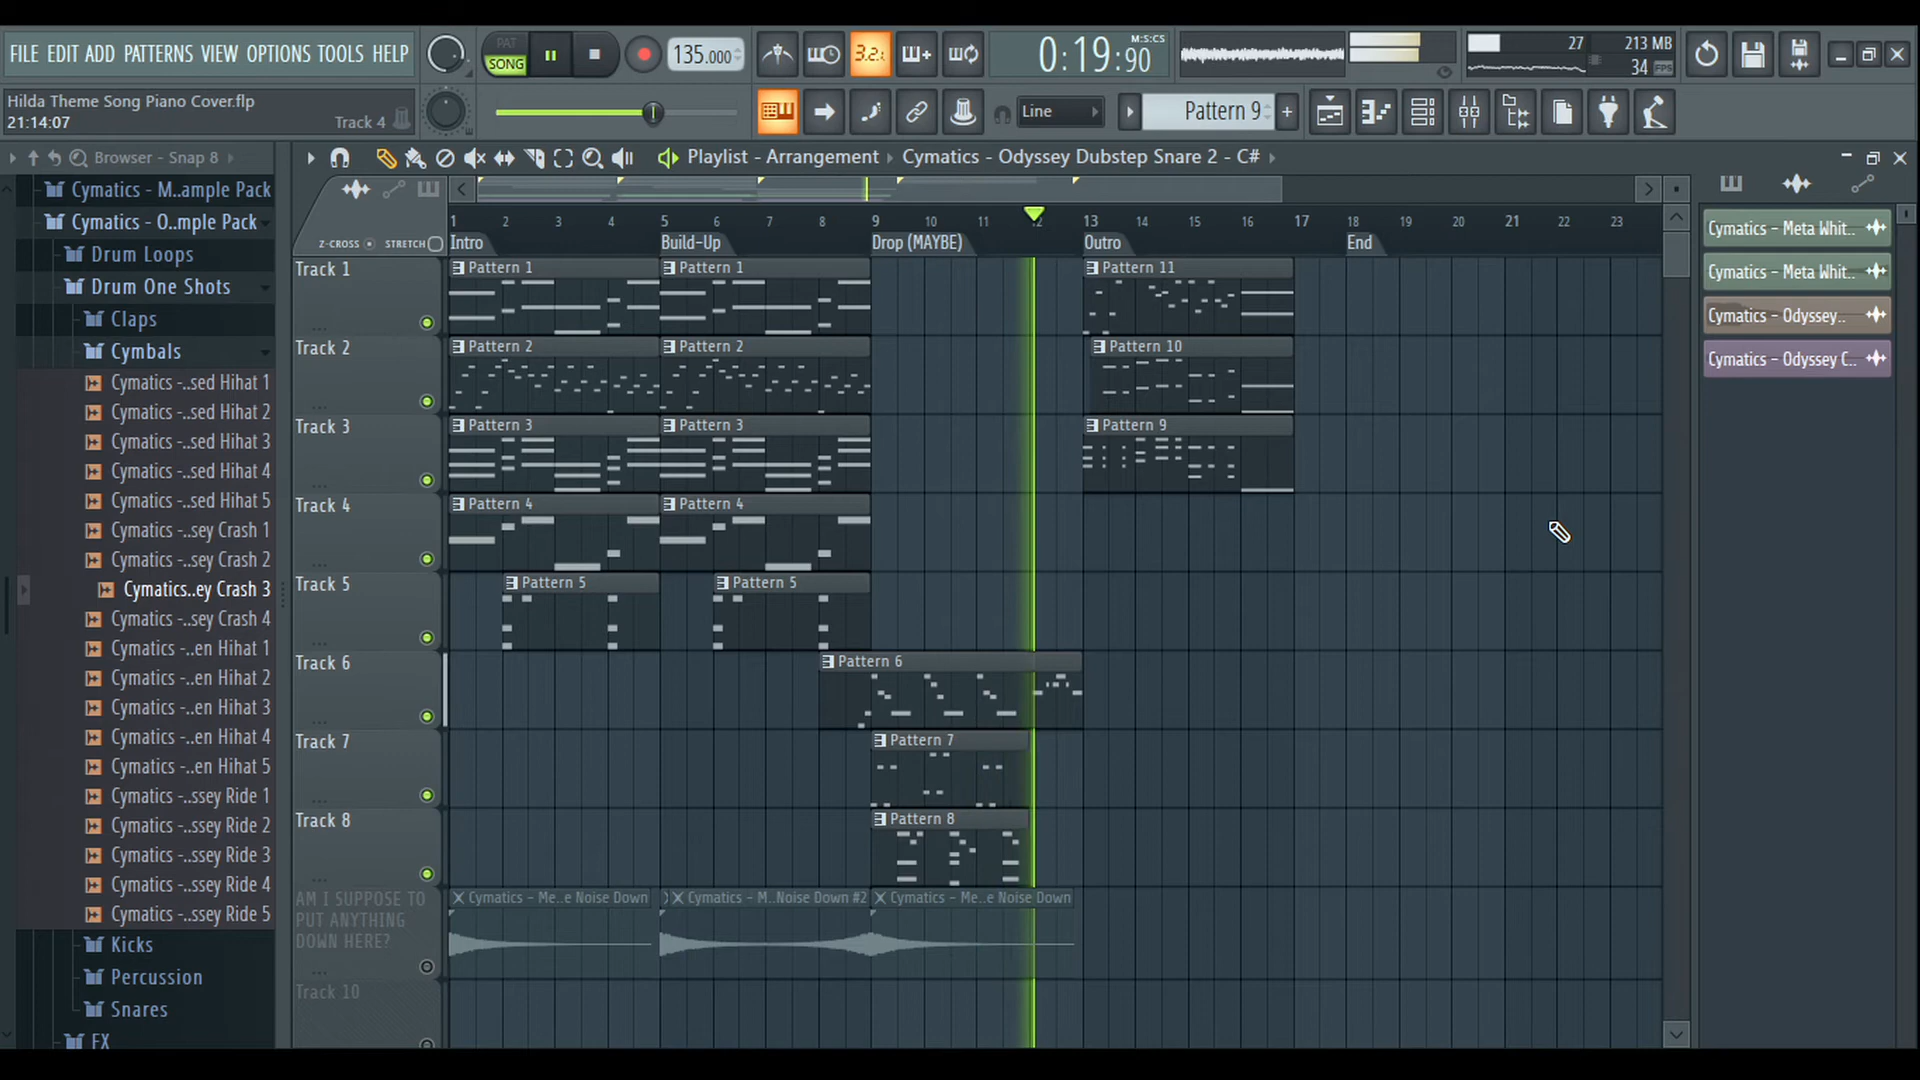 FILE EDIT ADD PATTERNS VIEW OPTIONS TOOLS HELP
PAT
SONG
135.000
3.2.
M:S:CS
0:19:90
27
213 MB
34
FPS
Hilda Theme Song Piano Cover.flp
21:14:07
Track 4
Line
Pattern 9
Browser - Snap 8
Playlist - Arrangement
Cymatics - Odyssey Dubstep Snare 2 - C#
Cymatics - M..ample Pack
Cymatics - O..mple Pack
Drum Loops
Drum One Shots
Claps
Cymbals
Cymatics -..sed Hihat 1
Cymatics -..sed Hihat 2
Cymatics -..sed Hihat 3
Cymatics -..sed Hihat 4
Cymatics -..sed Hihat 5
Cymatics -..sey Crash 1
Cymatics -..sey Crash 2
Cymatics..ey Crash 3
Cymatics -..sey Crash 4
Cymatics -..en Hihat 1
Cymatics -..en Hihat 2
Cymatics -..en Hihat 3
Cymatics -..en Hihat 4
Cymatics -..en Hihat 5
Cymatics -..ssey Ride 1
Cymatics -..ssey Ride 2
Cymatics -..ssey Ride 3
Cymatics -..ssey Ride 4
Cymatics -..ssey Ride 5
Kicks
Percussion
Snares
FX
Z-CROSS
STRETCH
1 2 3 4 5 6 7 8 9 10 11 12 13 14 15 16 17 18 19 20 21 22 23
Intro
Build-Up
Drop (MAYBE)
Outro
End
Track 1
Pattern 1
Pattern 1
Pattern 11
Track 2
Pattern 2
Pattern 2
Pattern 10
Track 3
Pattern 3
Pattern 3
Pattern 9
Track 4
Pattern 4
Pattern 4
Track 5
Pattern 5
Pattern 5
Track 6
Pattern 6
Track 7
Pattern 7
Track 8
Pattern 8
AM I SUPPOSE TO
PUT ANYTHING
DOWN HERE?
Cymatics - Me..e Noise Down
Cymatics - M..Noise Down #2
Cymatics - Me..e Noise Down
Track 10
Cymatics - Meta Whit..
Cymatics - Meta Whit..
Cymatics - Odyssey..
Cymatics - Odyssey C..